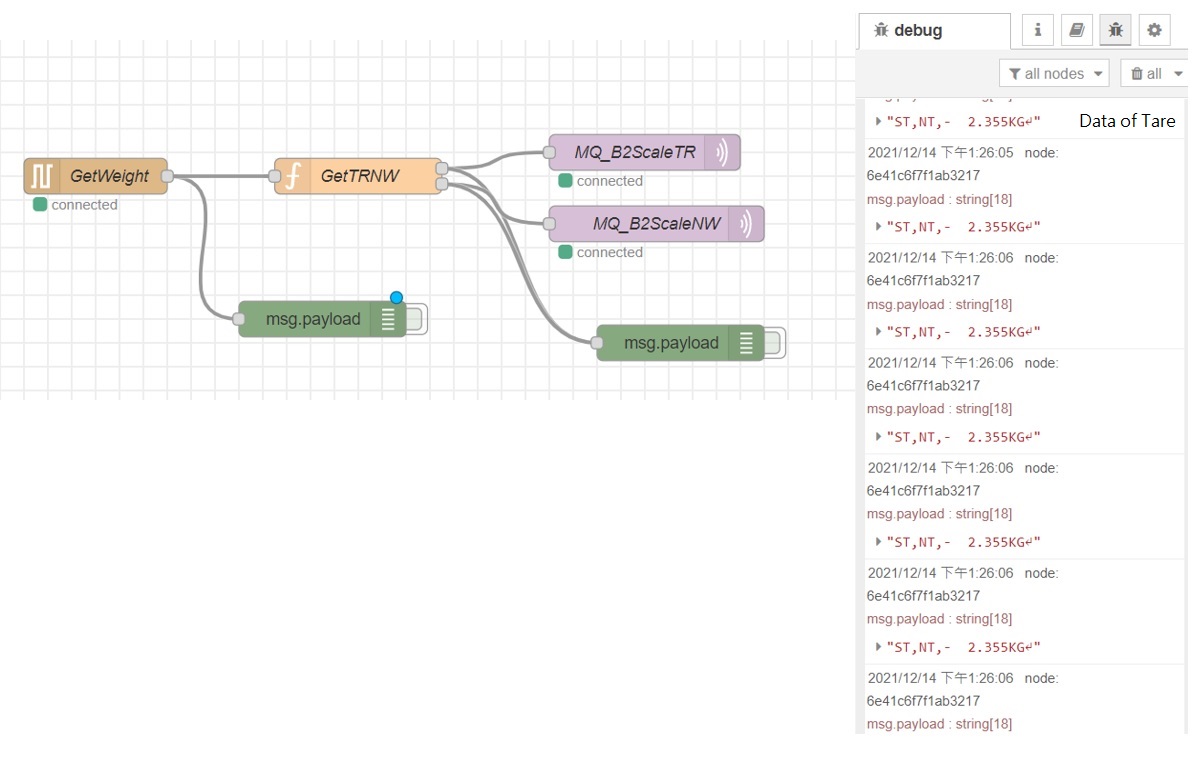 debug
all nodes
all
"ST,NT,-  2.355KG↵"
Data of Tare
2021/12/14 下午1:26:05 node:
6e41c6f7f1ab3217
msg.payload : string[18]
"ST,NT,-  2.355KG↵"
2021/12/14 下午1:26:06 node:
6e41c6f7f1ab3217
msg.payload : string[18]
"ST,NT,-  2.355KG↵"
2021/12/14 下午1:26:06 node:
6e41c6f7f1ab3217
msg.payload : string[18]
"ST,NT,-  2.355KG↵"
2021/12/14 下午1:26:06 node:
6e41c6f7f1ab3217
msg.payload : string[18]
"ST,NT,-  2.355KG↵"
2021/12/14 下午1:26:06 node:
6e41c6f7f1ab3217
msg.payload : string[18]
"ST,NT,-  2.355KG↵"
2021/12/14 下午1:26:06 node:
6e41c6f7f1ab3217
msg.payload : string[18]
GetWeight
connected
GetTRNW
MQ_B2ScaleTR
connected
MQ_B2ScaleNW
connected
msg.payload
msg.payload